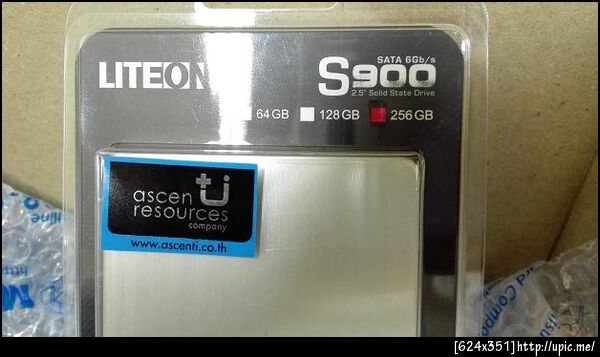 LITEON
SATA 6Gb/s
S900
2.5" Solid State Drive
64GB 128GB 256GB
ascen ti
resources
company
www.ascenti.co.th
[624x351]http://upic.me/